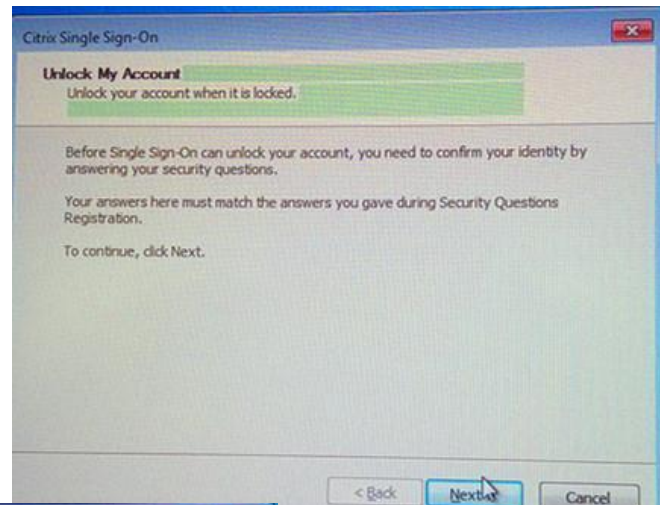 Citrix Single Sign-On
Unlock My Account
Unlock your account when it is locked.
Before Single Sign-On can unlock your account, you need to confirm your identity by
answering your security questions.
Your answers here must match the answers you gave during Security Questions
Registration.
To continue, click Next.
< Back
Next >
Cancel